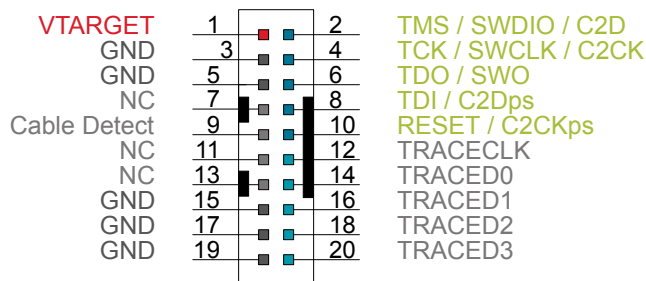 VTARGET 1 2 TMS / SWDIO / C2D
GND 3 4 TCK / SWCLK / C2CK
GND 5 6 TDO / SWO
NC 7 8 TDI / C2Dps
Cable Detect 9 10 RESET / C2CKps
NC 11 12 TRACECLK
NC 13 14 TRACED0
GND 15 16 TRACED1
GND 17 18 TRACED2
GND 19 20 TRACED3